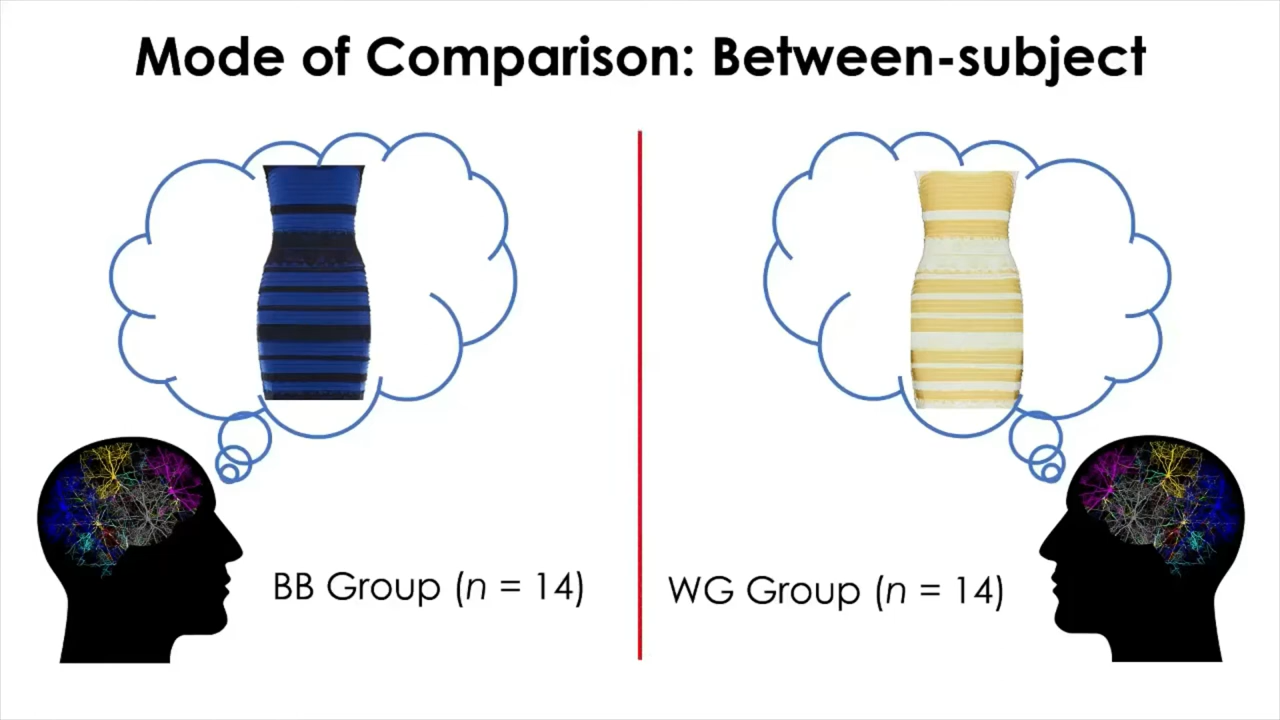 Mode of Comparison: Between-subject
BB Group (n = 14)
WG Group (n = 14)